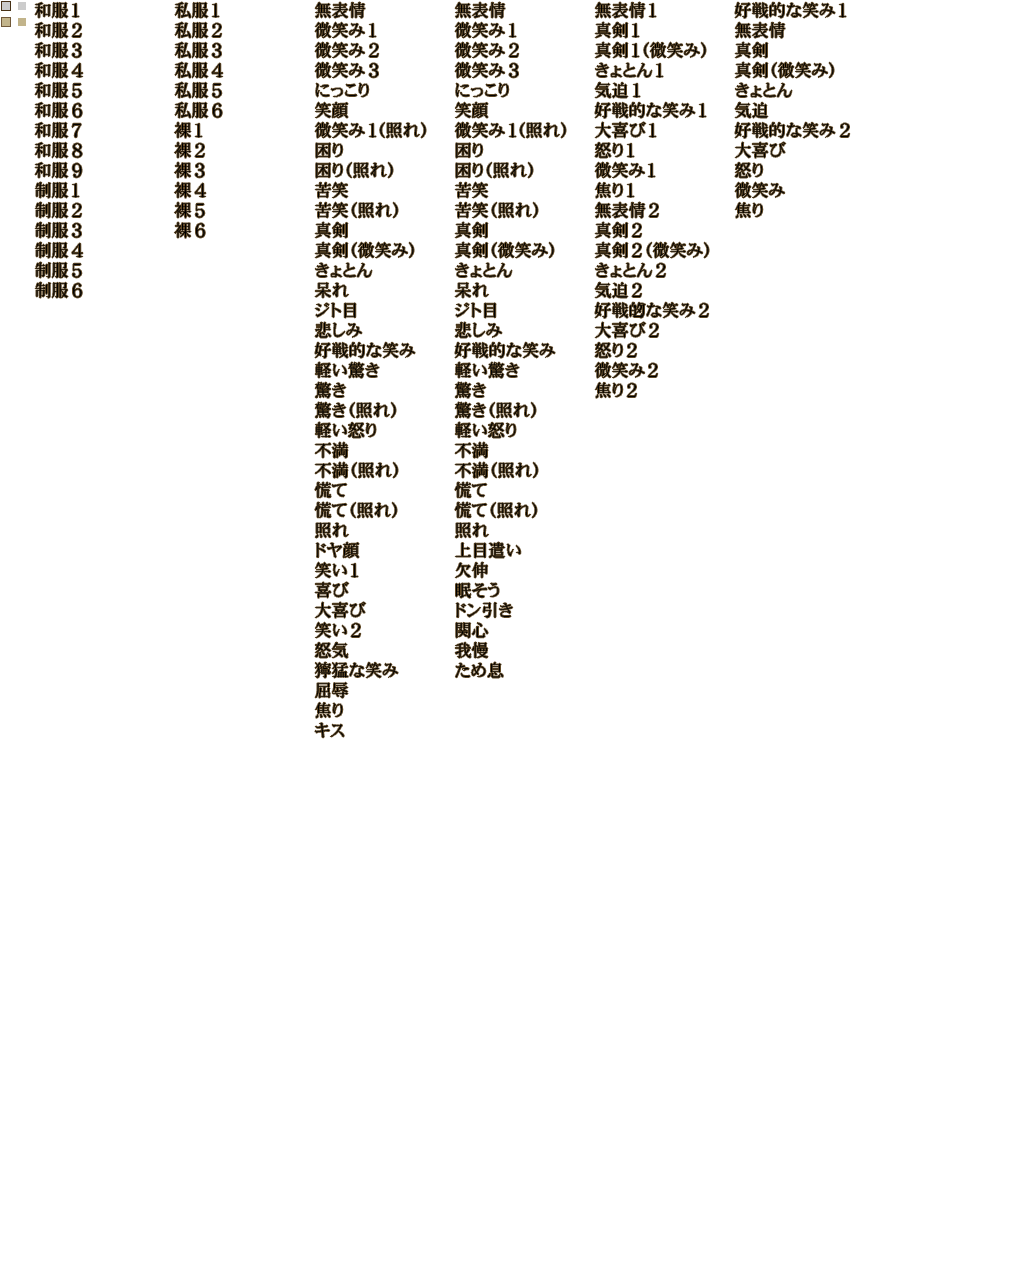 和服1
和服2
和服3
和服4
和服5
和服6
和服7
和服8
和服9
制服1
制服2
制服3
制服4
制服5
制服6
私服1
私服2
私服3
私服4
私服5
私服6
裸1
裸2
裸3
裸4
裸5
裸6
無表情
微笑み1
微笑み2
微笑み3
にっこり
笑顔
微笑み1(照れ)
困り
困り(照れ)
苦笑
苦笑(照れ)
真剣
真剣(微笑み)
きょとん
呆れ
ジト目
悲しみ
好戦的な笑み
軽い驚き
驚き
驚き(照れ)
軽い怒り
不満
不満(照れ)
慌て
慌て(照れ)
照れ
ドヤ顔
笑い1
喜び
大喜び
笑い2
怒気
獰猛な笑み
屈辱
焦り
キス
無表情
微笑み1
微笑み2
微笑み3
にっこり
笑顔
微笑み1(照れ)
困り
困り(照れ)
苦笑
苦笑(照れ)
真剣
真剣(微笑み)
きょとん
呆れ
ジト目
悲しみ
好戦的な笑み
軽い驚き
驚き
驚き(照れ)
軽い怒り
不満
不満(照れ)
慌て
慌て(照れ)
照れ
上目遣い
欠伸
眠そう
ドン引き
関心
我慢
ため息
無表情1
真剣1
真剣1(微笑み)
きょとん1
気迫1
好戦的な笑み1
大喜び1
怒り1
微笑み1
焦り1
無表情2
真剣2
真剣2(微笑み)
きょとん2
気迫2
好戦的な笑み2
大喜び2
怒り2
微笑み2
焦り2
好戦的な笑み1
無表情
真剣
真剣(微笑み)
きょとん
気迫
好戦的な笑み2
大喜び
怒り
微笑み
焦り